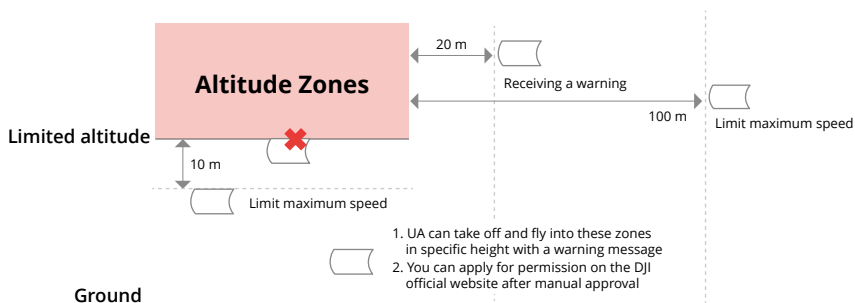 20 m
Altitude Zones
Receiving a warning
100 m
Limit maximum speed
Limited altitude
10 m
Limit maximum speed
1. UA can take off and fly into these zones
in specific height with a warning message
2. You can apply for permission on the DJI
official website after manual approval
Ground